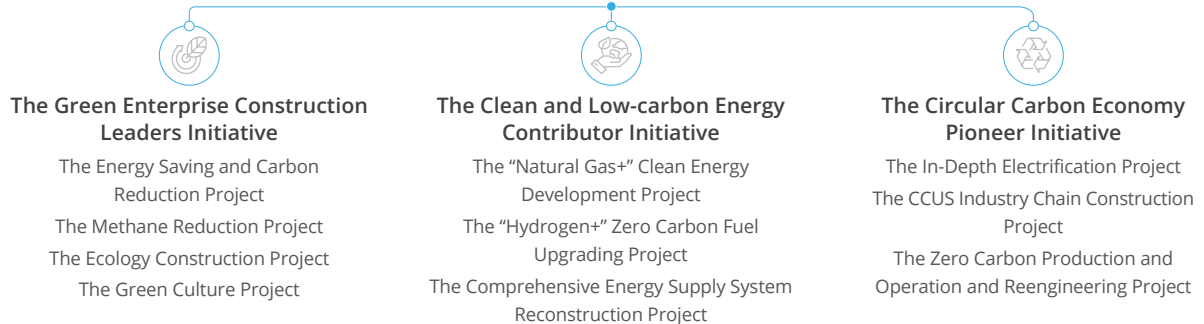 The Green Enterprise Construction
Leaders Initiative
The Energy Saving and Carbon
Reduction Project
The Methane Reduction Project
The Ecology Construction Project
The Green Culture Project
The Clean and Low-carbon Energy
Contributor Initiative
The “Natural Gas+” Clean Energy
Development Project
The “Hydrogen+” Zero Carbon Fuel
Upgrading Project
The Comprehensive Energy Supply System
Reconstruction Project
The Circular Carbon Economy
Pioneer Initiative
The In-Depth Electrification Project
The CCUS Industry Chain Construction
Project
The Zero Carbon Production and
Operation and Reengineering Project